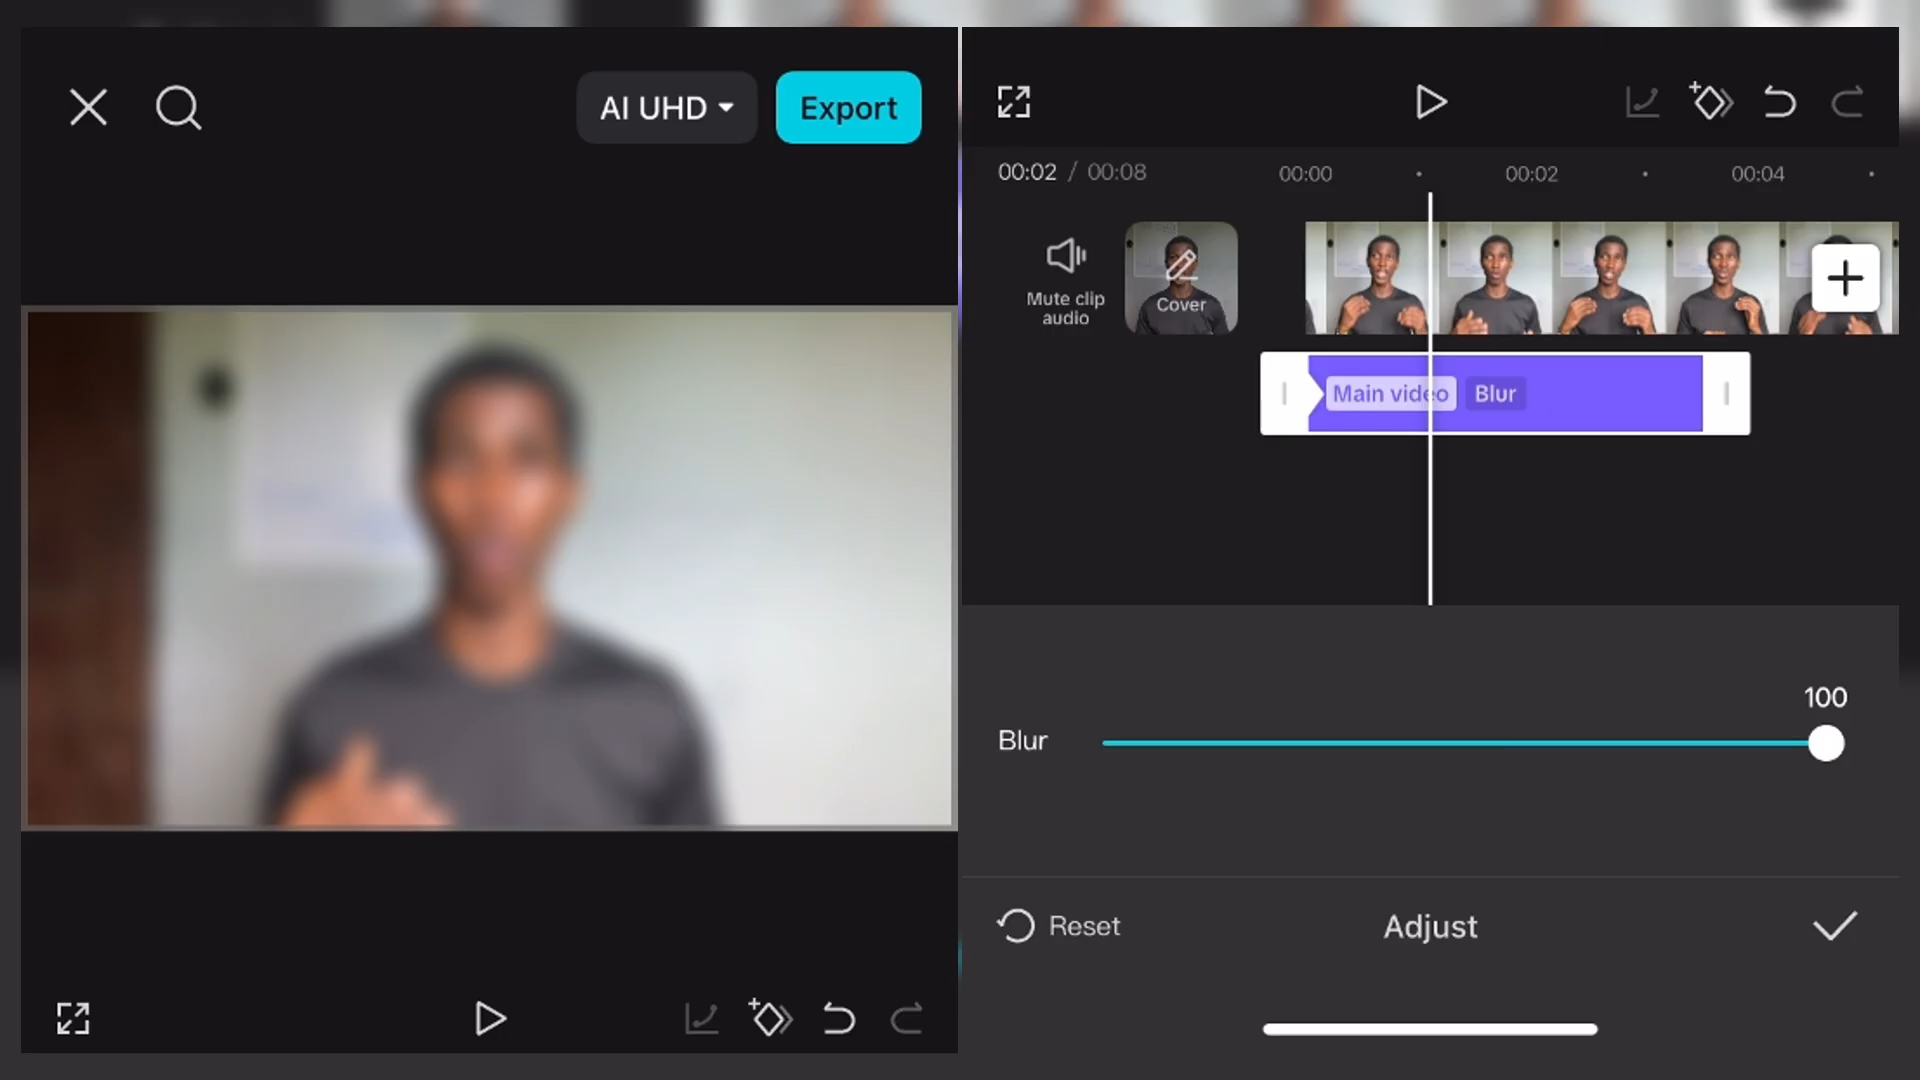 AI UHD
Export
00:02 / 00:08
00:00
00:02
00:04
Mute clip
audio
Cover
Main video
Blur
100
Blur
Reset
Adjust